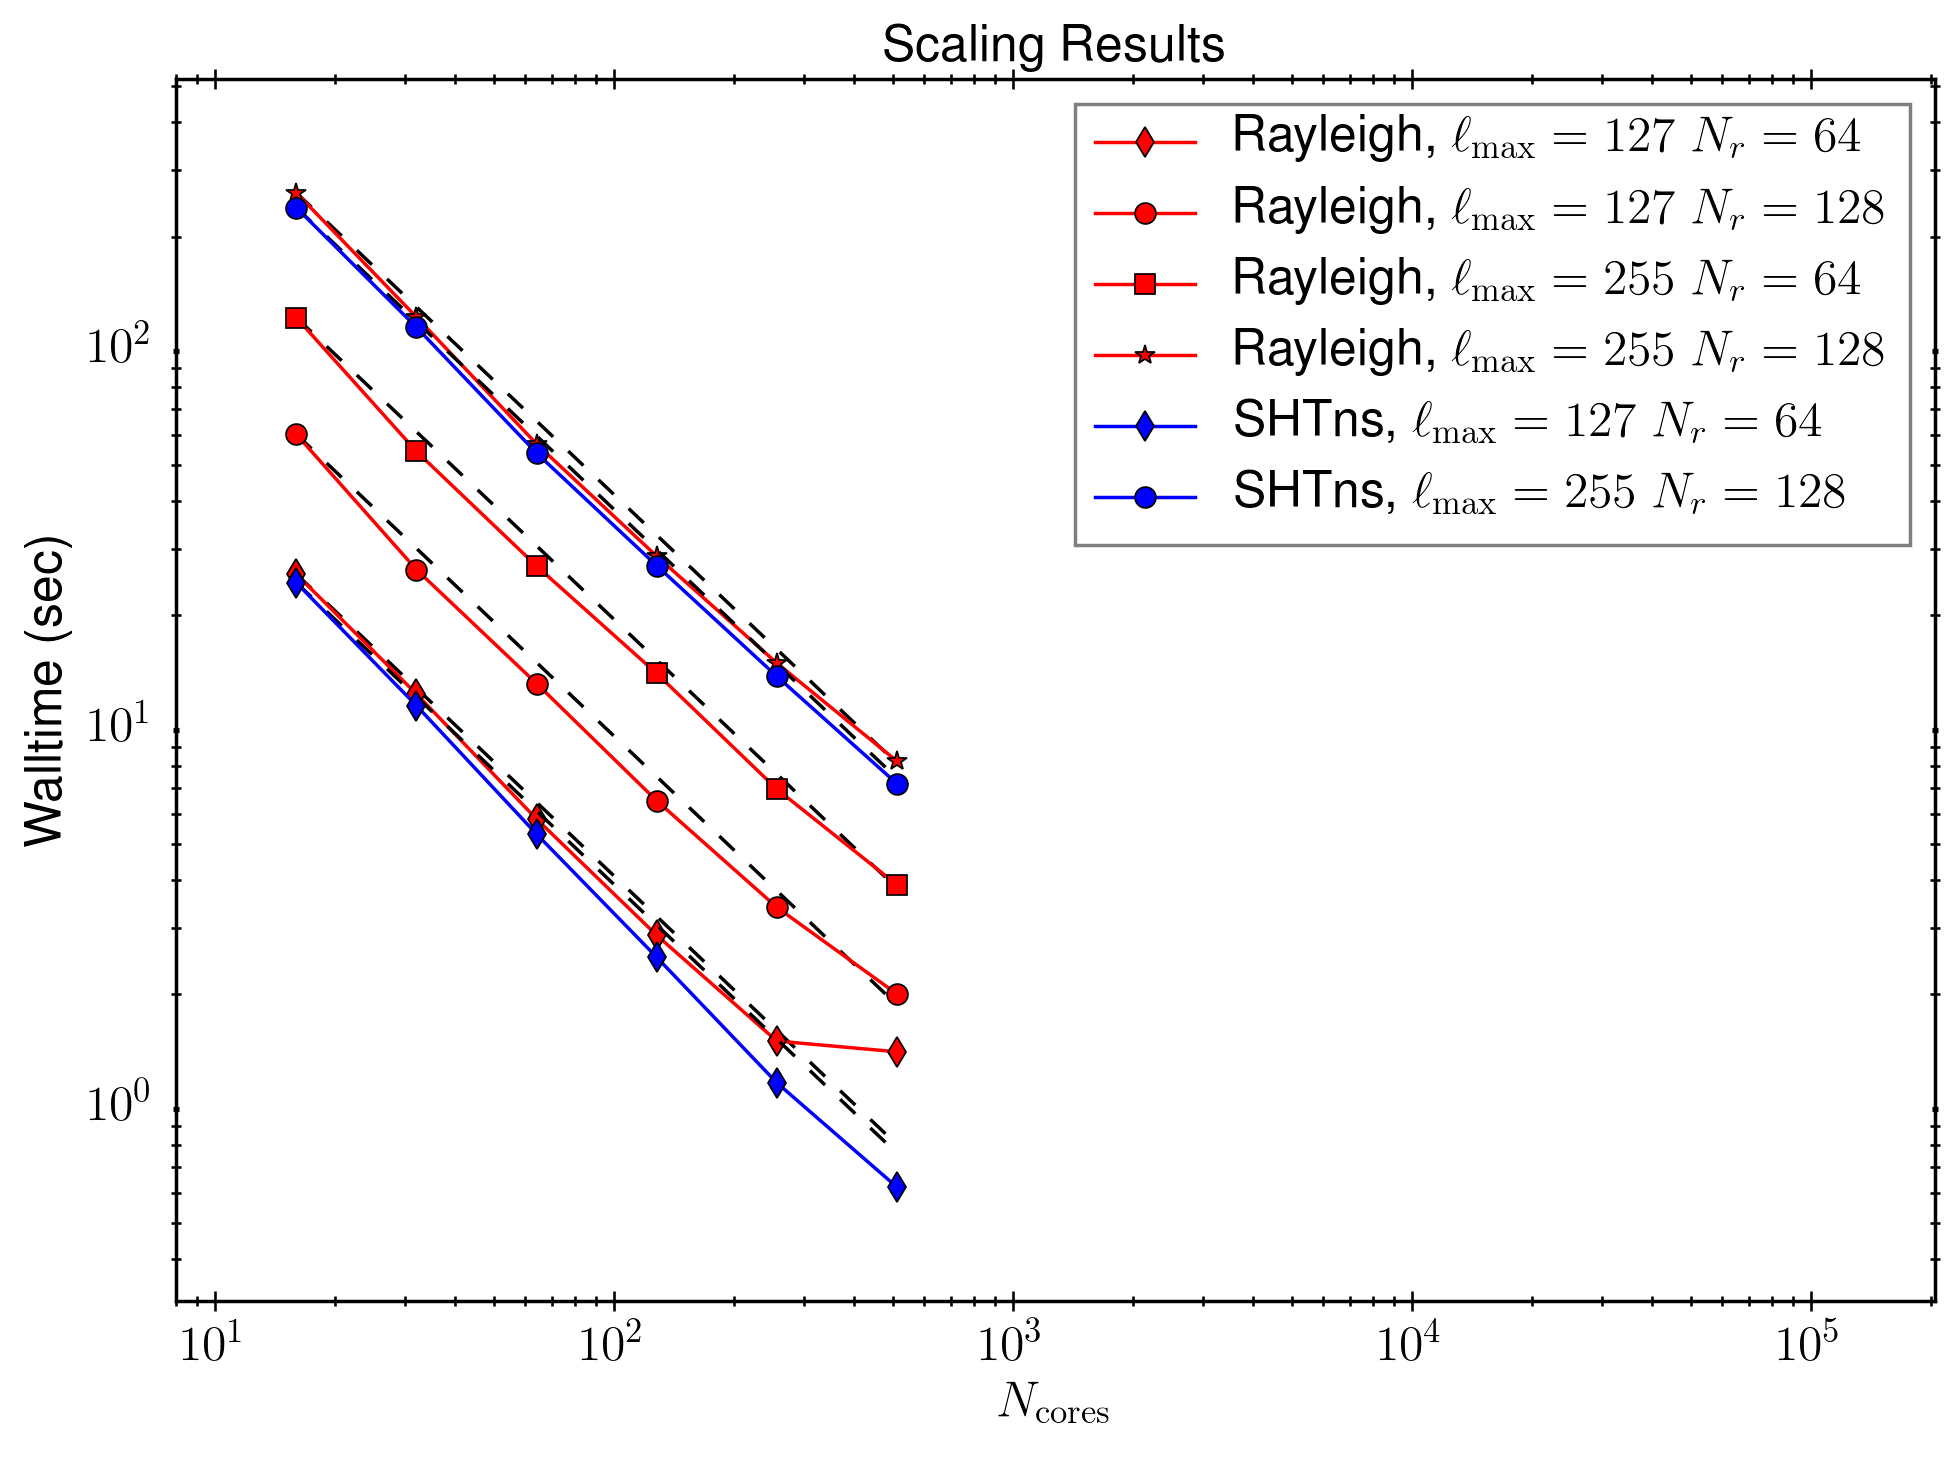 Scaling Results
Rayleigh, ℓmax = 127 Nr = 64
Rayleigh, ℓmax = 127 Nr = 128
Rayleigh, ℓmax = 255 Nr = 64
Rayleigh, ℓmax = 255 Nr = 128
SHTns, ℓmax = 127 Nr = 64
SHTns, ℓmax = 255 Nr = 128
Walltime (sec)
10²
10¹
10⁰
10¹ 10² 10³ 10⁴ 10⁵
Ncores